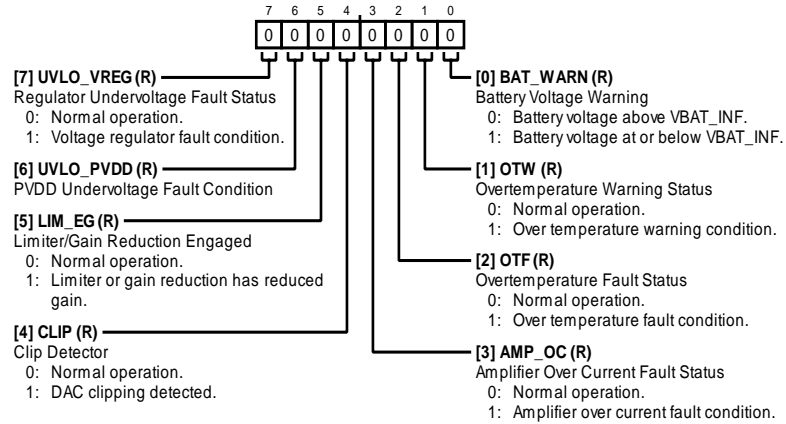 7 6 5 4 3 2 1 0
0 0 0 0 0 0 0 0
[7] UVLO_VREG (R)
Regulator Undervoltage Fault Status
0: Normal operation.
1: Voltage regulator fault condition.
[6] UVLO_PVDD (R)
PVDD Undervoltage Fault Condition
[5] LIM_EG (R)
Limiter/Gain Reduction Engaged
0: Normal operation.
1: Limiter or gain reduction has reduced
gain.
[4] CLIP (R)
Clip Detector
0: Normal operation.
1: DAC clipping detected.
[0] BAT_WARN (R)
Battery Voltage Warning
0: Battery voltage above VBAT_INF.
1: Battery voltage at or below VBAT_INF.
[1] OTW (R)
Overtemperature Warning Status
0: Normal operation.
1: Over temperature warning condition.
[2] OTF (R)
Overtemperature Fault Status
0: Normal operation.
1: Over temperature fault condition.
[3] AMP_OC (R)
Amplifier Over Current Fault Status
0: Normal operation.
1: Amplifier over current fault condition.